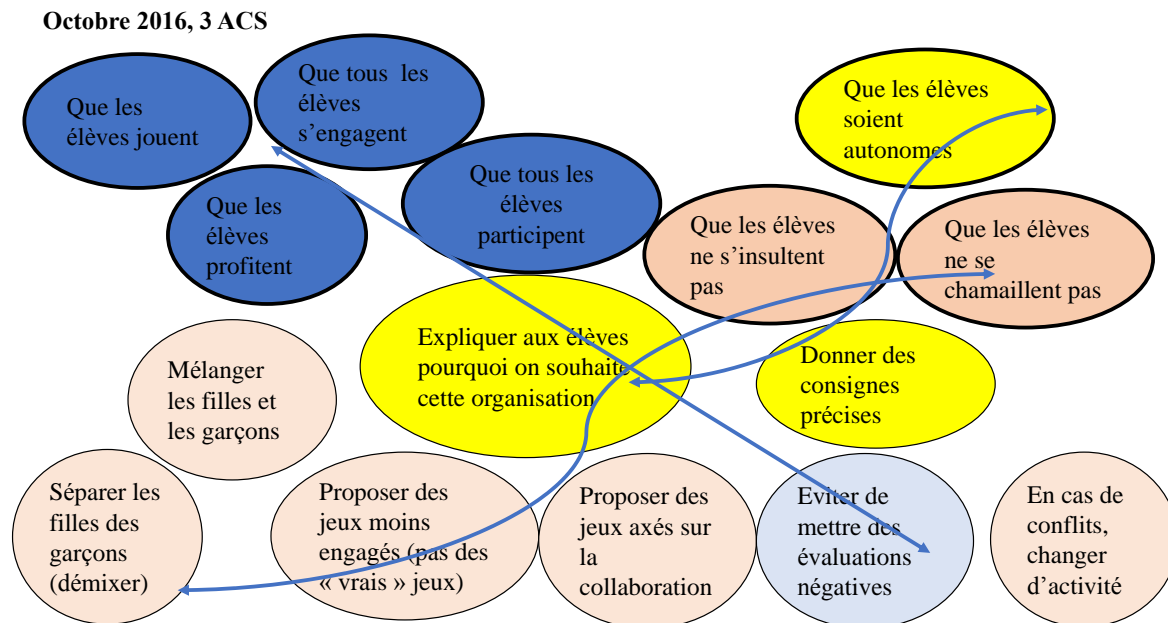 Octobre 2016, 3 ACS
Que les
élèves jouent
Que tous les
élèves
s’engagent
Que les élèves
soient
autonomes
Que les
élèves
profitent
Que tous les
élèves
participent
Que les élèves
ne s’insultent
pas
Que les élèves
ne se
chamaillent pas
Expliquer aux élèves
pourquoi on souhaite
cette organisation
Donner des
consignes
précises
Mélanger
les filles et
les garçons
Séparer les
filles des
garçons
(démixer)
Proposer des
jeux moins
engagés (pas des
« vrais » jeux)
Proposer des
jeux axés sur
la
collaboration
Eviter de
mettre des
évaluations
négatives
En cas de
conflits,
changer
d’activité